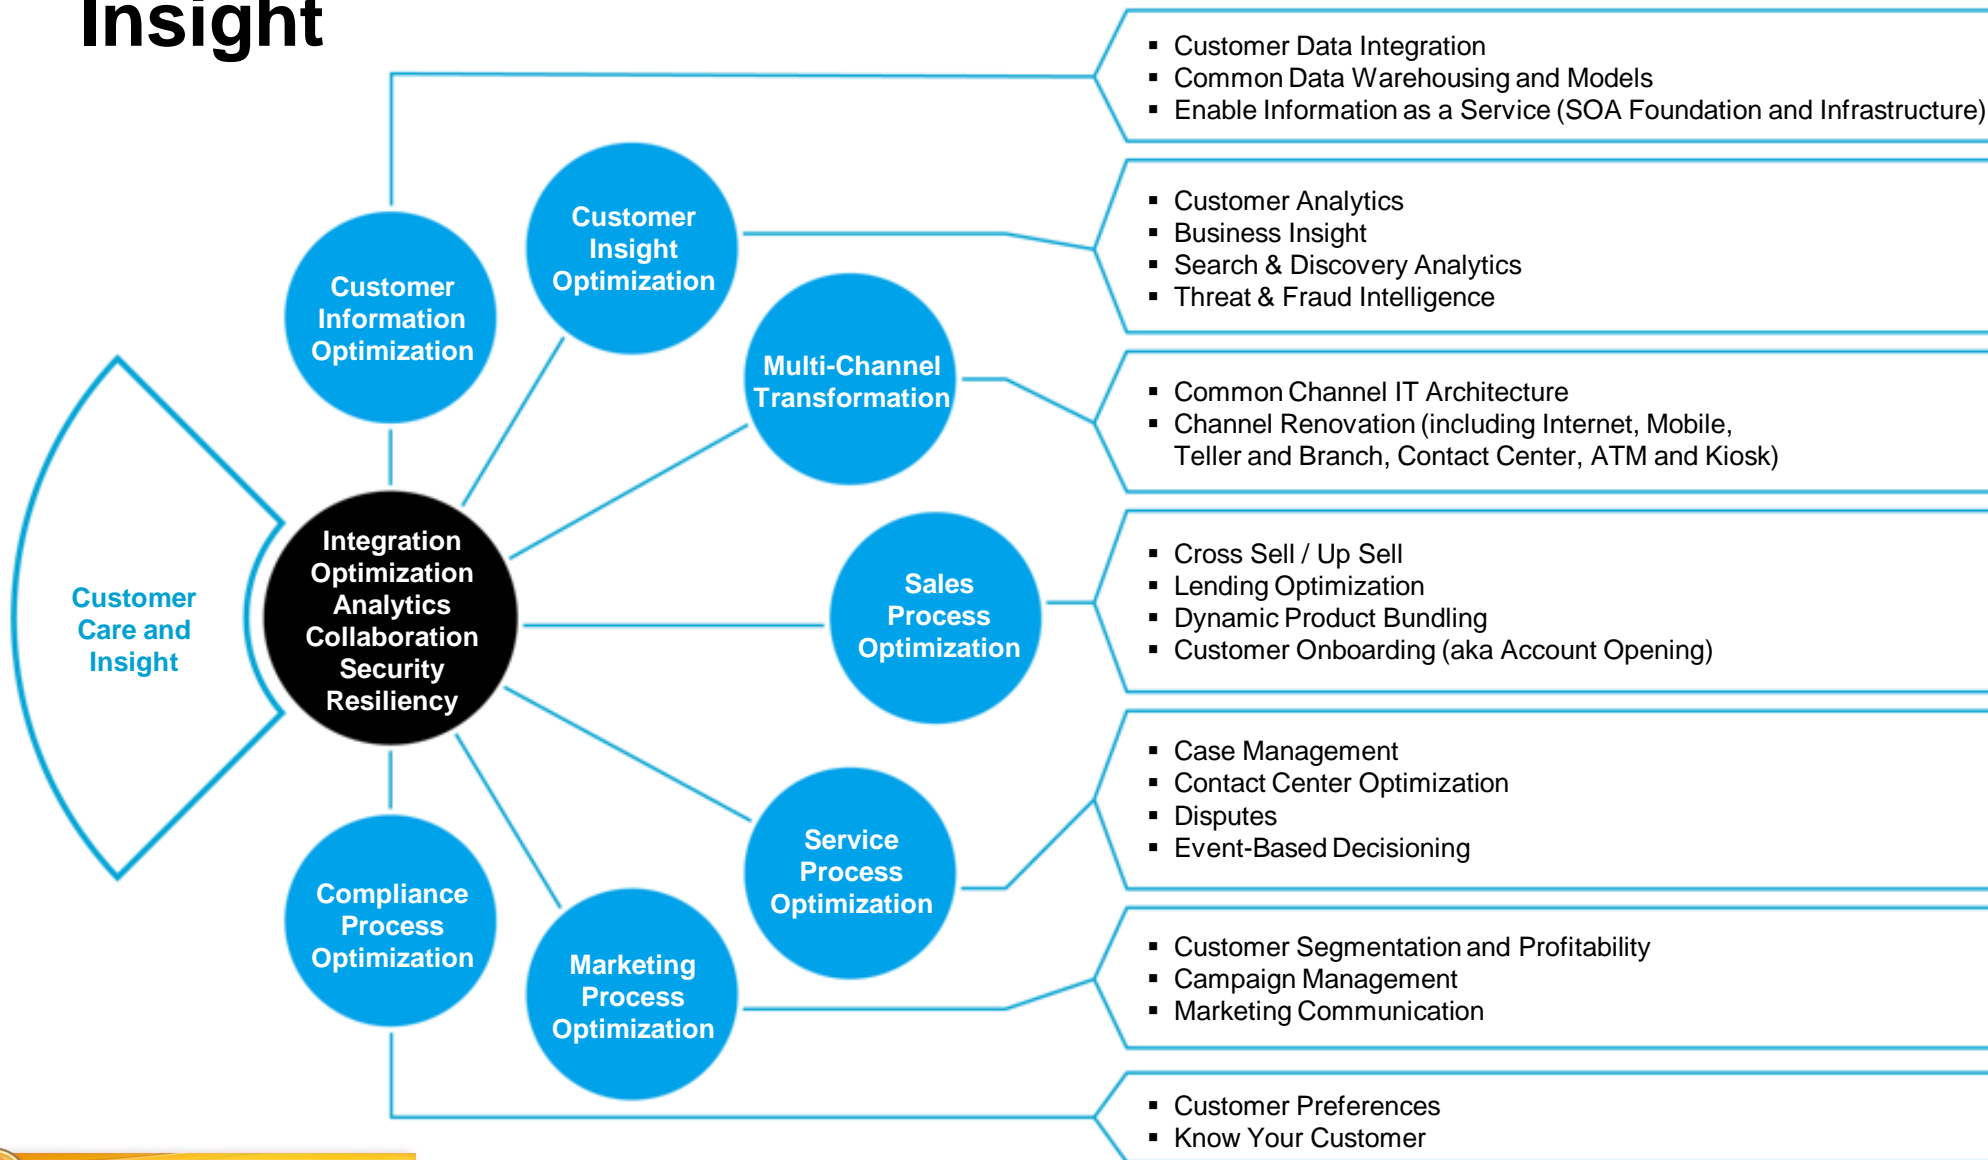 Insight
▪ Customer Data Integration
▪ Common Data Warehousing and Models
▪ Enable Information as a Service (SOA Foundation and Infrastructure)
Customer
Insight
Optimization
▪ Customer Analytics
▪ Business Insight
▪ Search & Discovery Analytics
▪ Threat & Fraud Intelligence
Customer
Information
Optimization
Multi-Channel
Transformation
▪ Common Channel IT Architecture
▪ Channel Renovation (including Internet, Mobile,
Teller and Branch, Contact Center, ATM and Kiosk)
Customer
Care and
Insight
Integration
Optimization
Analytics
Collaboration
Security
Resiliency
Sales
Process
Optimization
▪ Cross Sell / Up Sell
▪ Lending Optimization
▪ Dynamic Product Bundling
▪ Customer Onboarding (aka Account Opening)
Service
Process
Optimization
▪ Case Management
▪ Contact Center Optimization
▪ Disputes
▪ Event-Based Decisioning
Compliance
Process
Optimization
Marketing
Process
Optimization
▪ Customer Segmentation and Profitability
▪ Campaign Management
▪ Marketing Communication
▪ Customer Preferences
▪ Know Your Customer